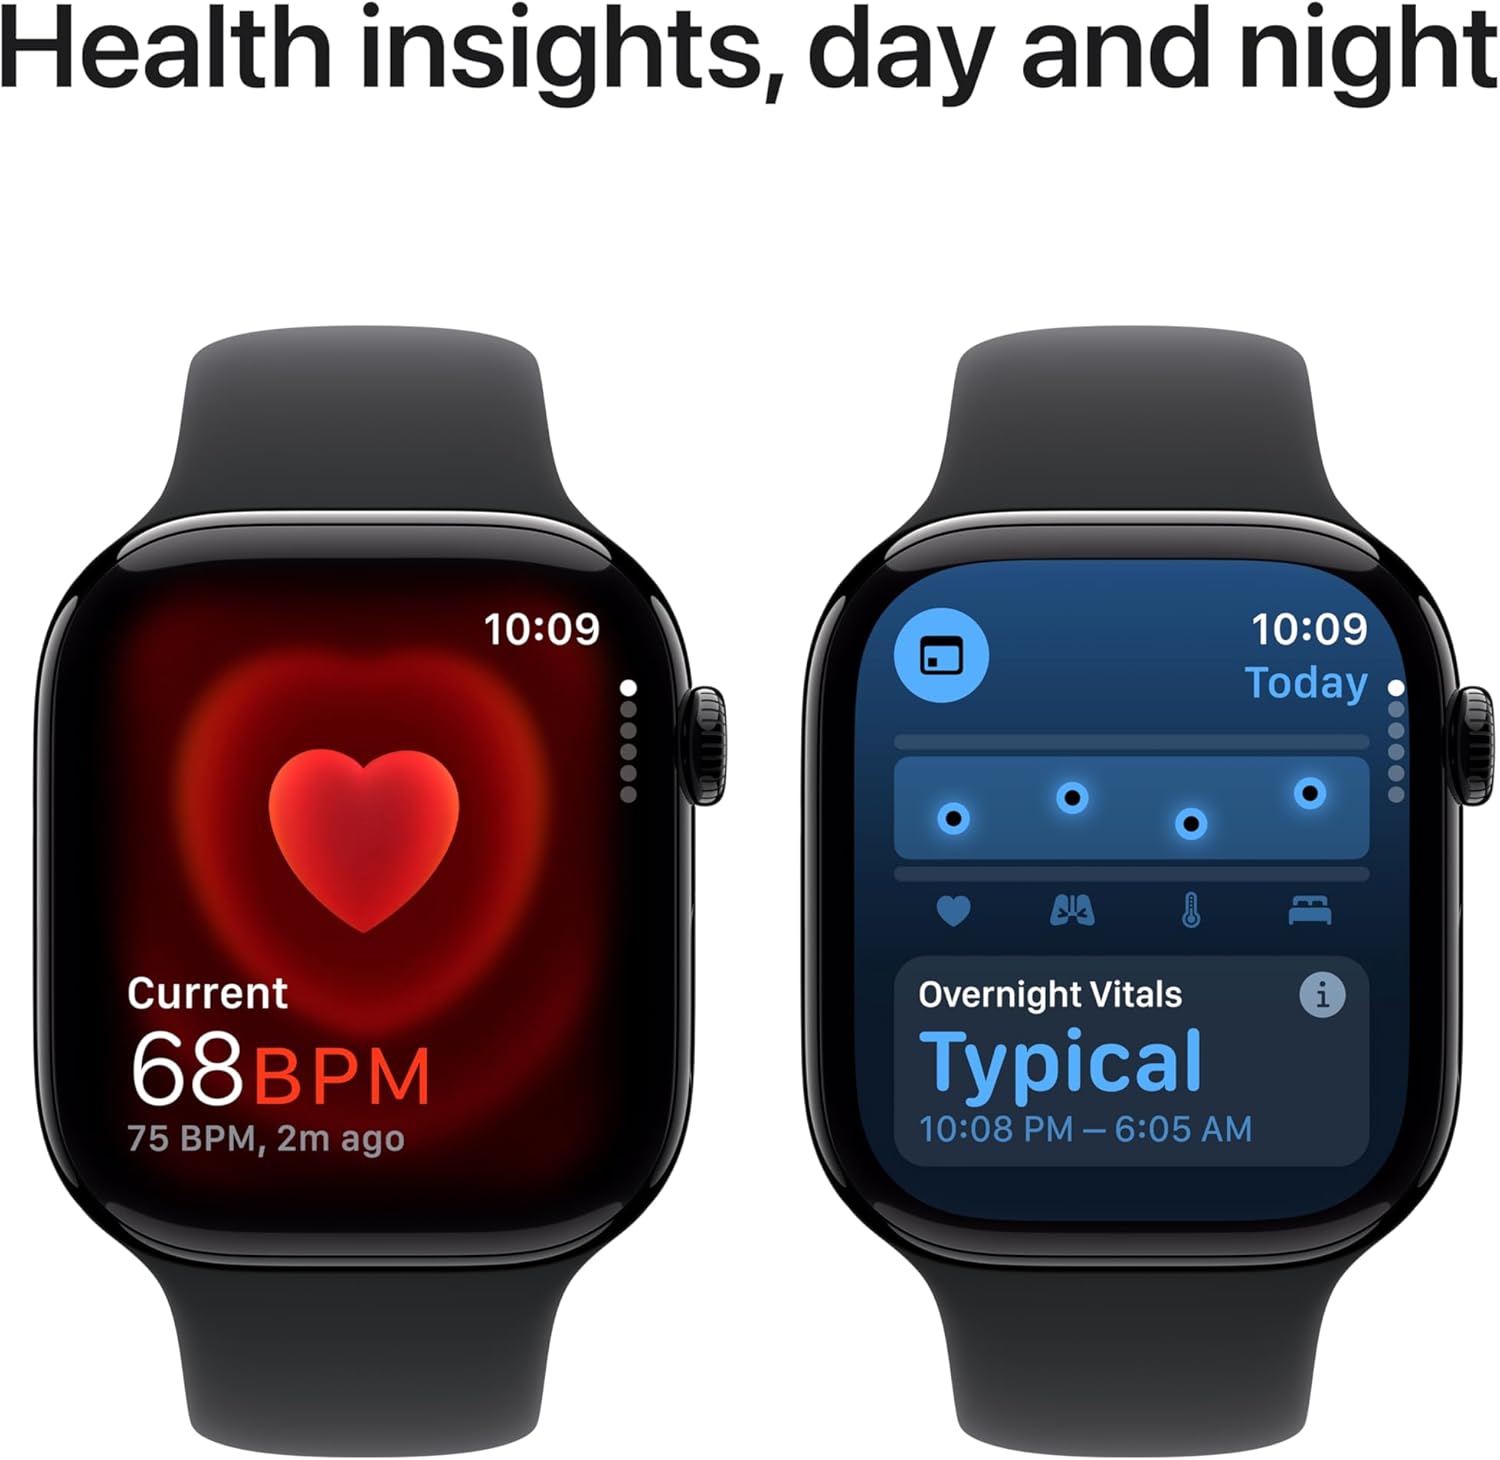 Health insights, day and night
10:09
Current
68BPM
75 BPM, 2m ago
10:09
Today
Overnight Vitals
Typical
10:08 PM – 6:05 AM